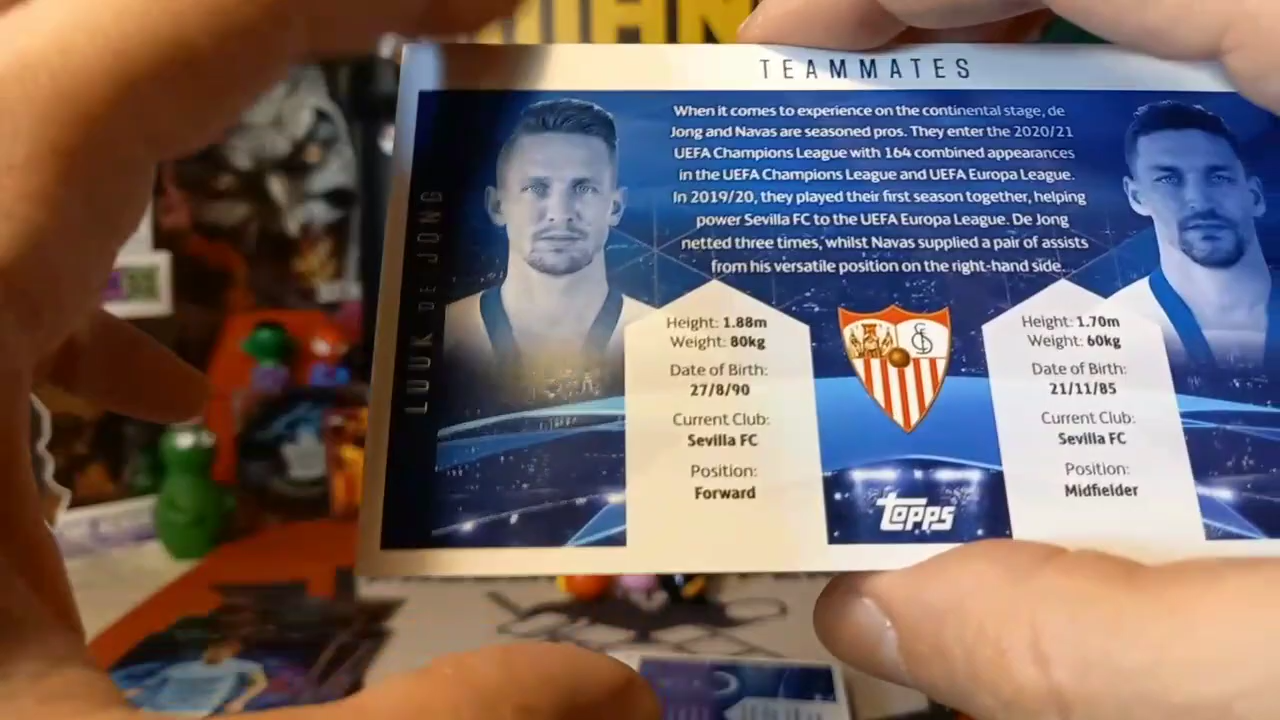 TEAMMATES
When it comes to experience on the continental stage, de
Jong and Navas are seasoned pros. They enter the 2020/21
UEFA Champions League with 164 combined appearances
in the UEFA Champions League and UEFA Europa League.
In 2019/20, they played their first season together, helping
power Sevilla FC to the UEFA Europa League. De Jong
netted three times, whilst Navas supplied a pair of assists
from his versatile position on the right-hand side.
LUUK DE JONG
Height: 1.88m
Weight: 80kg
Date of Birth:
27/8/90
Current Club:
Sevilla FC
Position:
Forward
topps
Height: 1.70m
Weight: 60kg
Date of Birth:
21/11/85
Current Club:
Sevilla FC
Position:
Midfielder